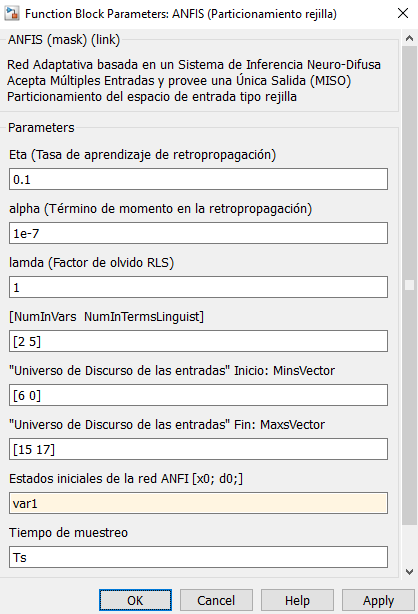 Function Block Parameters: ANFIS (Particionamiento rejilla)
ANFIS (mask) (link)
Red Adaptativa basada en un Sistema de Inferencia Neuro-Difusa
Acepta Múltiples Entradas y provee una Única Salida (MISO)
Particionamiento del espacio de entrada tipo rejilla
Parameters
Eta (Tasa de aprendizaje de retropropagación)
0.1
alpha (Término de momento en la retropropagación)
1e-7
lamda (Factor de olvido RLS)
1
[NumInVars NumInTermsLinguist]
[2 5]
"Universo de Discurso de las entradas" Inicio: MinsVector
[6 0]
"Universo de Discurso de las entradas" Fin: MaxsVector
[15 17]
Estados iniciales de la red ANFI [x0; d0;]
var1
Tiempo de muestreo
Ts
OK Cancel Help Apply